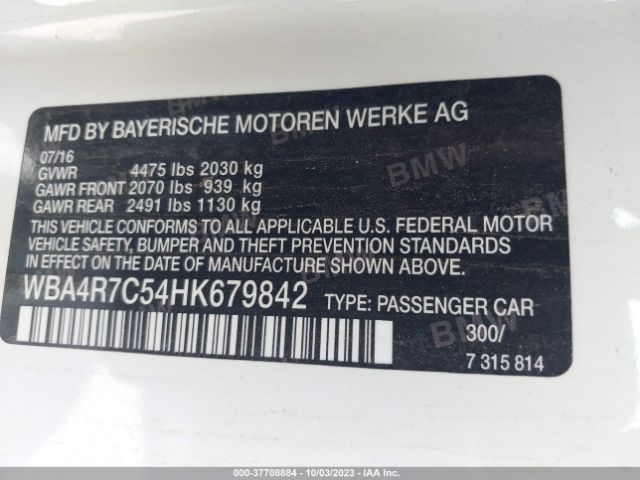 MFD BY BAYERISCHE MOTOREN WERKE AG
07/16
GVWR 4475 lbs 2030 kg
GAWR FRONT 2070 lbs 939 kg
GAWR REAR 2491 lbs 1130 kg
THIS VEHICLE CONFORMS TO ALL APPLICABLE U.S. FEDERAL MOTOR
VEHICLE SAFETY, BUMPER AND THEFT PREVENTION STANDARDS
IN EFFECT ON THE DATE OF MANUFACTURE SHOWN ABOVE.
WBA4R7C54HK679842 TYPE: PASSENGER CAR
300/
7 315 814
BMW
BMW
BMW
BMW
000 - 37708884 - 10/03/2023 - IAA Inc.